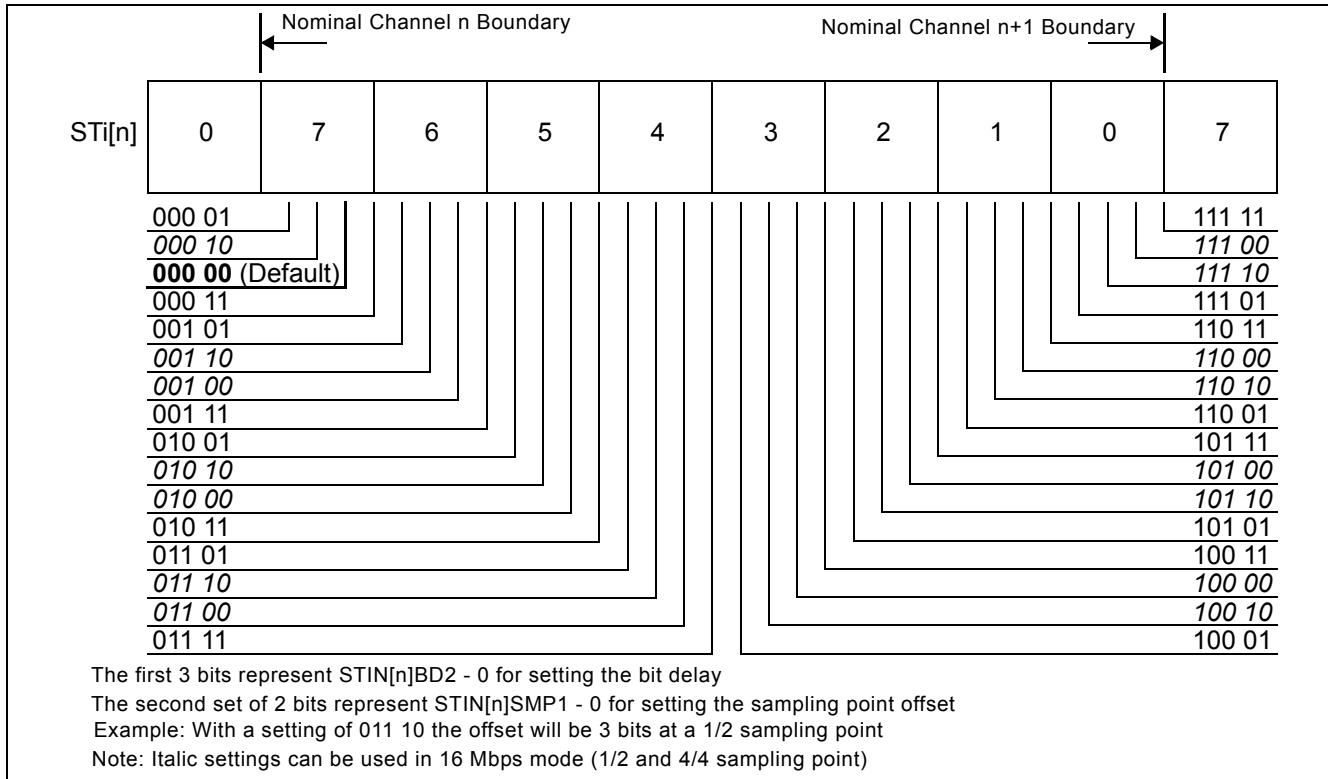 Nominal Channel n Boundary
Nominal Channel n+1 Boundary
STi[n] 0 7 6 5 4 3 2 1 0 7
000 01 111 11
000 10 111 00
000 00 (Default) 111 10
000 11 111 01
001 01 110 11
001 10 110 00
001 00 110 10
001 11 110 01
010 01 101 11
010 10 101 00
010 00 101 10
010 11 101 01
011 01 100 11
011 10 100 00
011 00 100 10
011 11 100 01
The first 3 bits represent STIN[n]BD2 - 0 for setting the bit delay
The second set of 2 bits represent STIN[n]SMP1 - 0 for setting the sampling point offset
Example: With a setting of 011 10 the offset will be 3 bits at a 1/2 sampling point
Note: Italic settings can be used in 16 Mbps mode (1/2 and 4/4 sampling point)